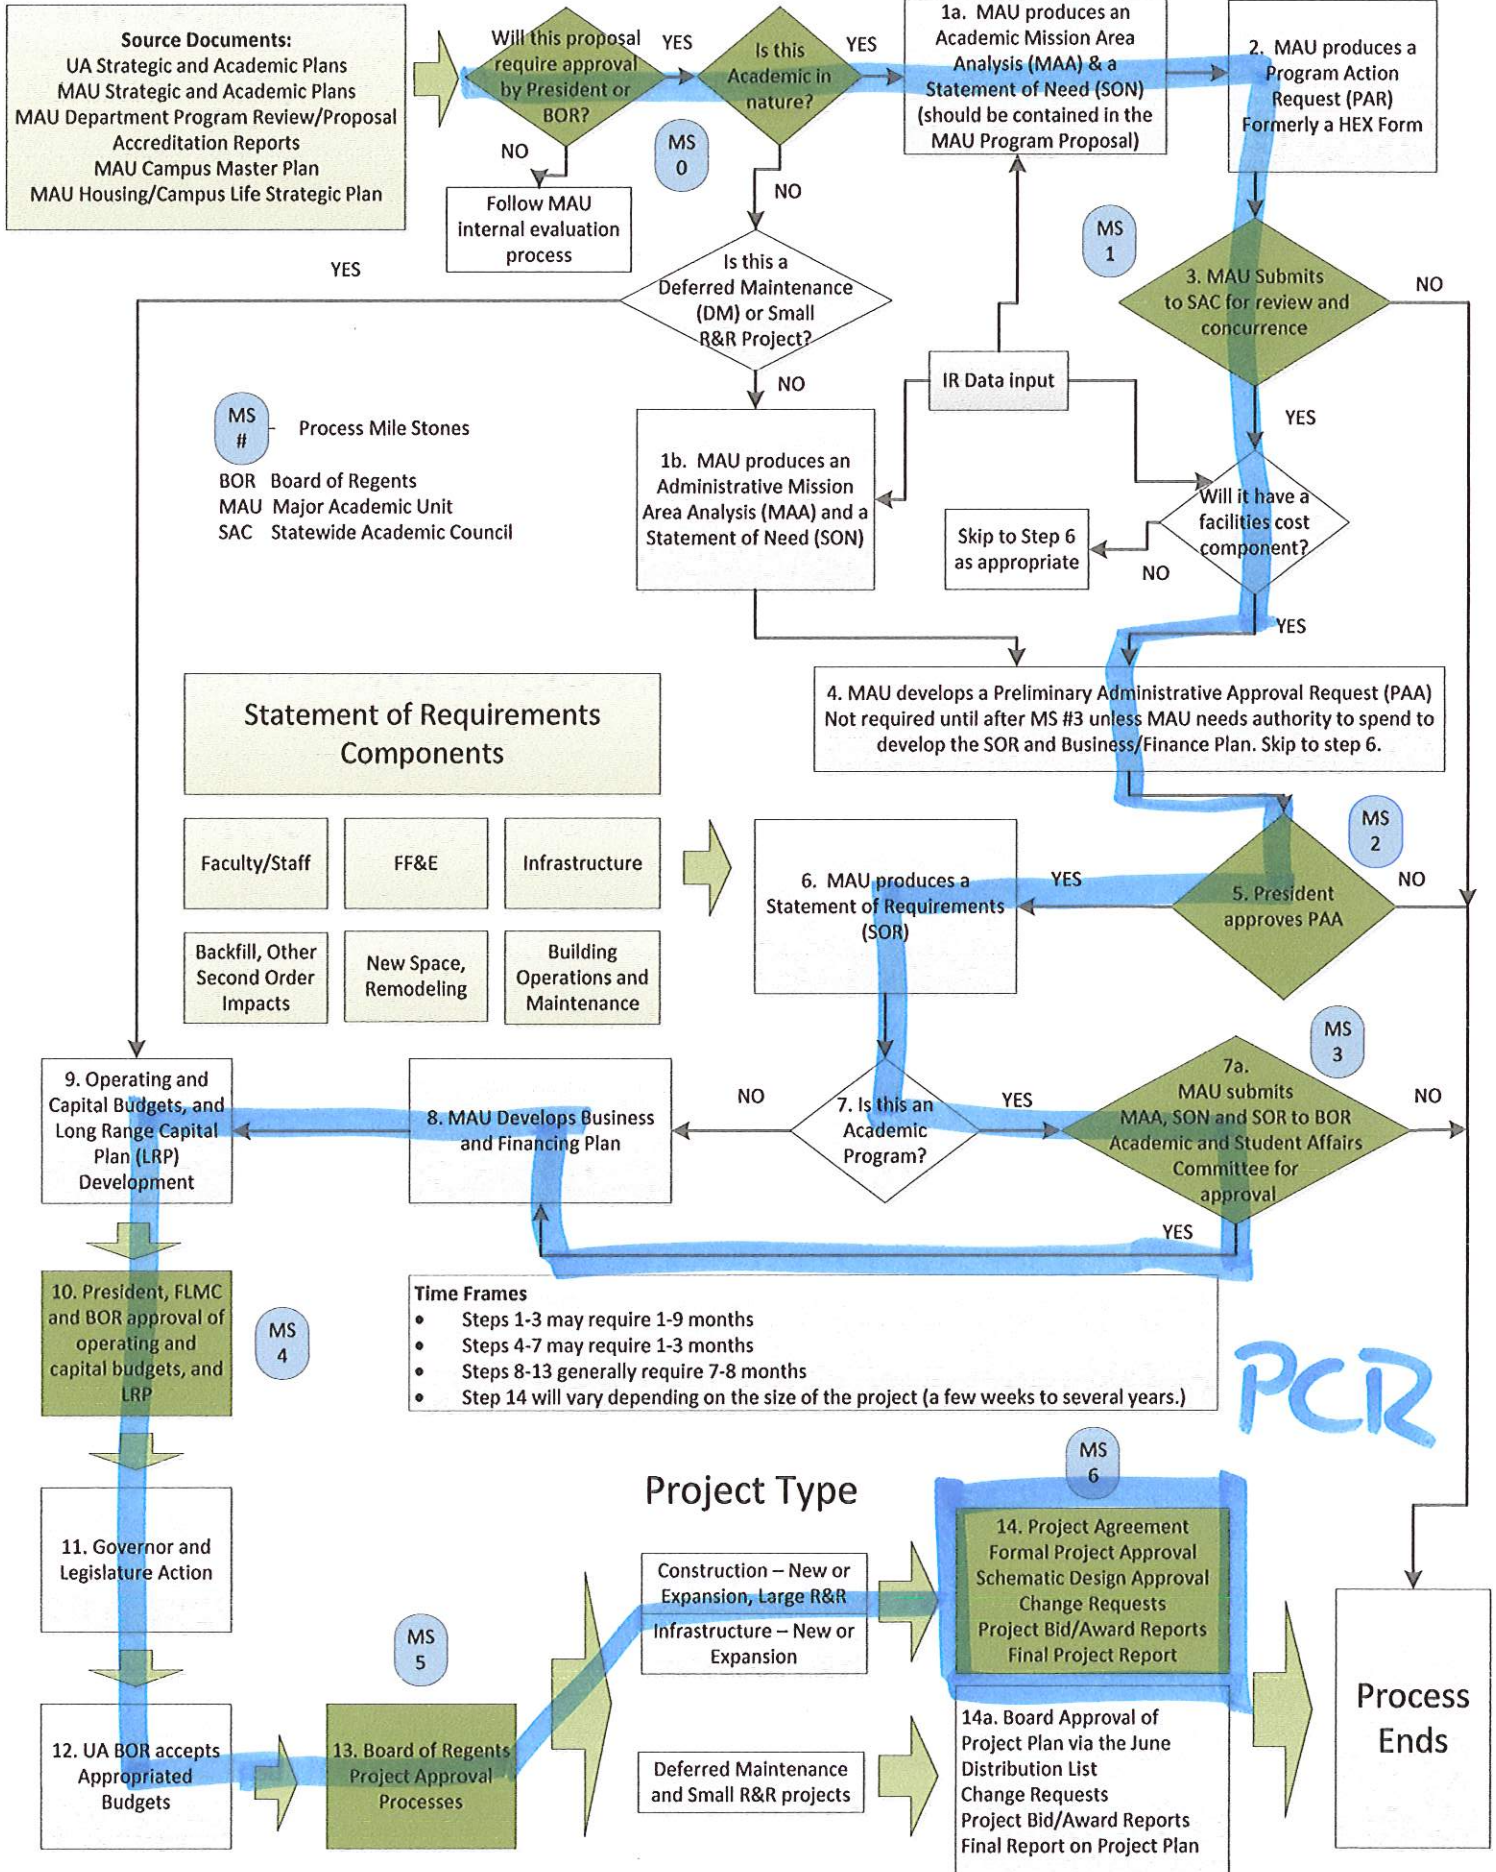 Source Documents:
UA Strategic and Academic Plans
MAU Strategic and Academic Plans
MAU Department Program Review/Proposal
Accreditation Reports
MAU Campus Master Plan
MAU Housing/Campus Life Strategic Plan
Will this proposal
require approval
by President or
BOR?
YES
NO
Follow MAU
internal evaluation
process
MS
0
Is this
Academic in
nature?
YES
NO
1a. MAU produces an
Academic Mission Area
Analysis (MAA) & a
Statement of Need (SON)
(should be contained in the
MAU Program Proposal)
2. MAU produces a
Program Action
Request (PAR)
Formerly a HEX Form
MS
1
3. MAU Submits
to SAC for review and
concurrence
NO
YES
Is this a
Deferred Maintenance
(DM) or Small
R&R Project?
YES
NO
IR Data input
MS
#
Process Mile Stones
BOR Board of Regents
MAU Major Academic Unit
SAC Statewide Academic Council
1b. MAU produces an
Administrative Mission
Area Analysis (MAA) and a
Statement of Need (SON)
Will it have a
facilities cost
component?
Skip to Step 6
as appropriate
NO
YES
4. MAU develops a Preliminary Administrative Approval Request (PAA)
Not required until after MS #3 unless MAU needs authority to spend to
develop the SOR and Business/Finance Plan. Skip to step 6.
Statement of Requirements
Components
Faculty/Staff
FF&E
Infrastructure
Backfill, Other
Second Order
Impacts
New Space,
Remodeling
Building
Operations and
Maintenance
6. MAU produces a
Statement of Requirements
(SOR)
YES
MS
2
5. President
approves PAA
NO
MS
3
9. Operating and
Capital Budgets, and
Long Range Capital
Plan (LRP)
Development
8. MAU Develops Business
and Financing Plan
NO
7. Is this an
Academic
Program?
YES
7a.
MAU submits
MAA, SON and SOR to BOR
Academic and Student Affairs
Committee for
approval
NO
YES
10. President, FLMC
and BOR approval of
operating and
capital budgets, and
LRP
MS
4
Time Frames
• Steps 1-3 may require 1-9 months
• Steps 4-7 may require 1-3 months
• Steps 8-13 generally require 7-8 months
• Step 14 will vary depending on the size of the project (a few weeks to several years.)
PCR
11. Governor and
Legislature Action
12. UA BOR accepts
Appropriated
Budgets
MS
5
13. Board of Regents
Project Approval
Processes
Project Type
Construction – New or
Expansion, Large R&R
Infrastructure – New or
Expansion
Deferred Maintenance
and Small R&R projects
MS
6
14. Project Agreement
Formal Project Approval
Schematic Design Approval
Change Requests
Project Bid/Award Reports
Final Project Report
14a. Board Approval of
Project Plan via the June
Distribution List
Change Requests
Project Bid/Award Reports
Final Report on Project Plan
Process
Ends